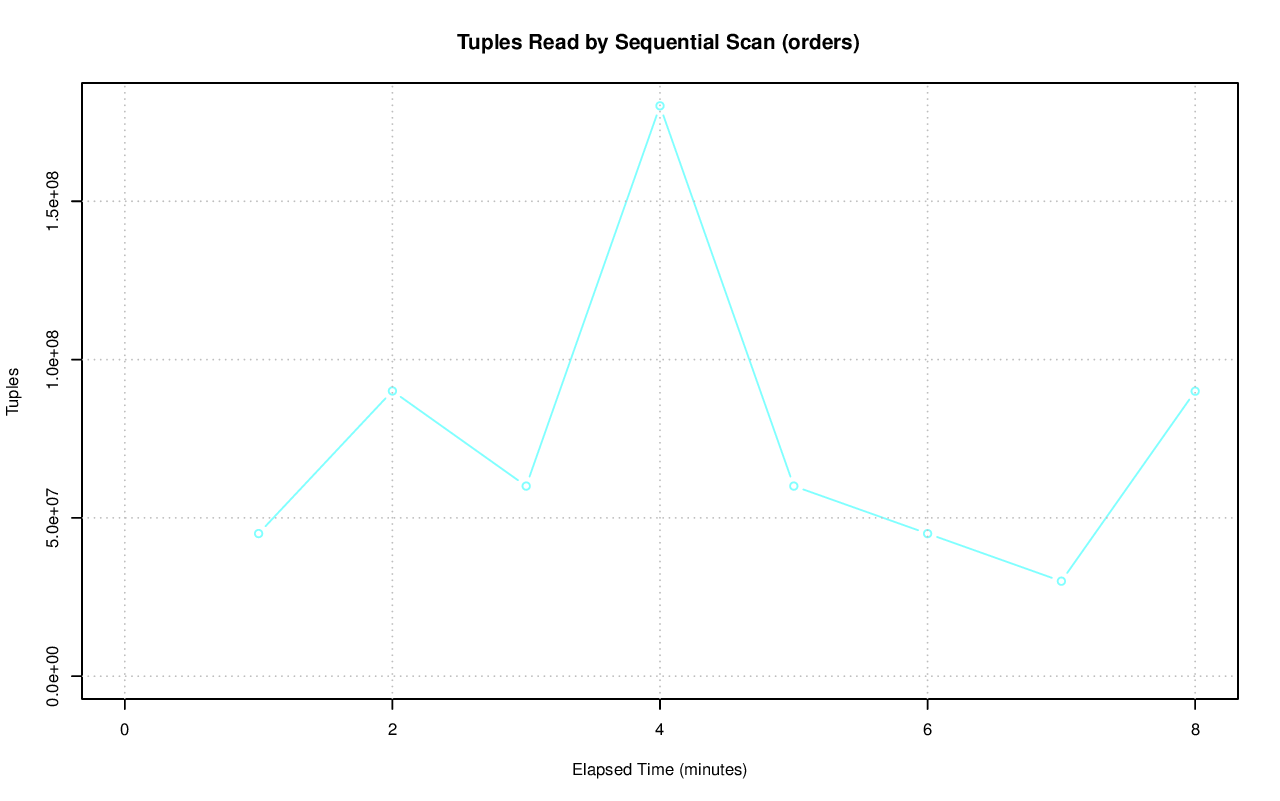 Tuples Read by Sequential Scan (orders)
Tuples
1.5e+08
1.0e+08
5.0e+07
0.0e+00
0 2 4 6 8
Elapsed Time (minutes)